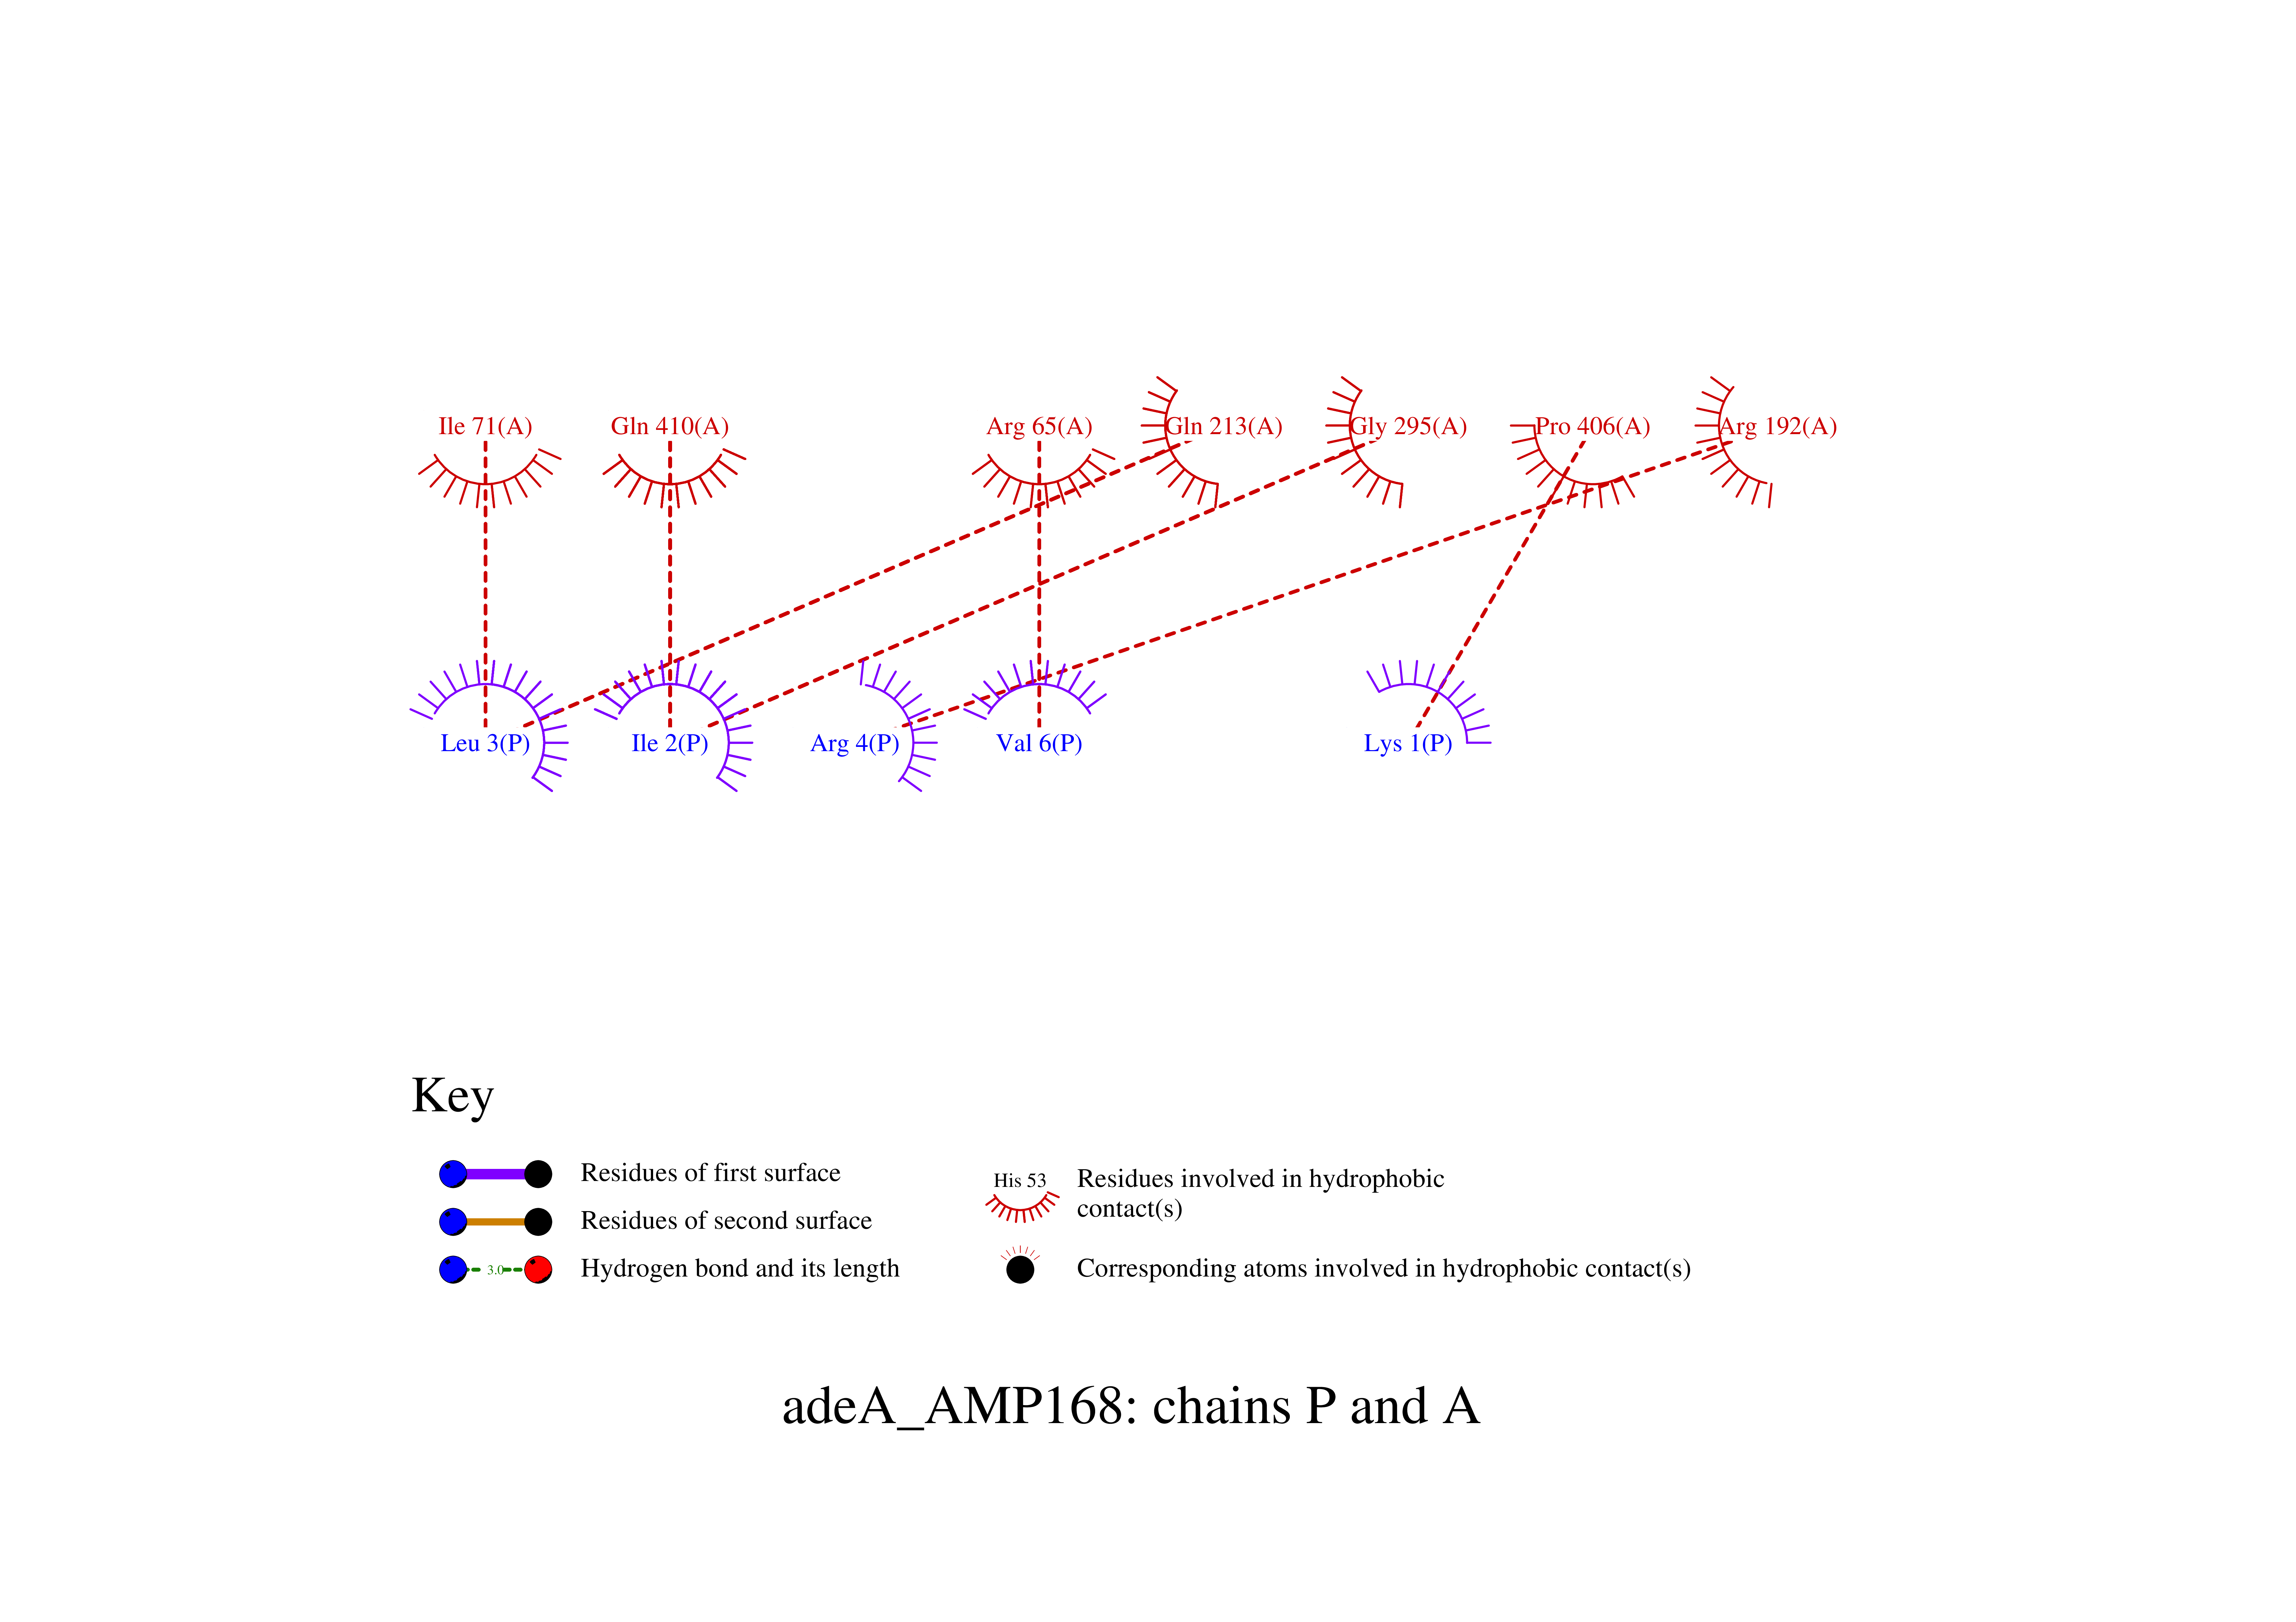 Ile 71(A) Gln 410(A) Arg 65(A) Gln 213(A) Gly 295(A) Pro 406(A) Arg 192(A)
Leu 3(P) Ile 2(P) Arg 4(P) Val 6(P) Lys 1(P)
Key
Residues of first surface
Residues of second surface
3.0 Hydrogen bond and its length
His 53 Residues involved in hydrophobic
contact(s)
Corresponding atoms involved in hydrophobic contact(s)
adeA_AMP168: chains P and A